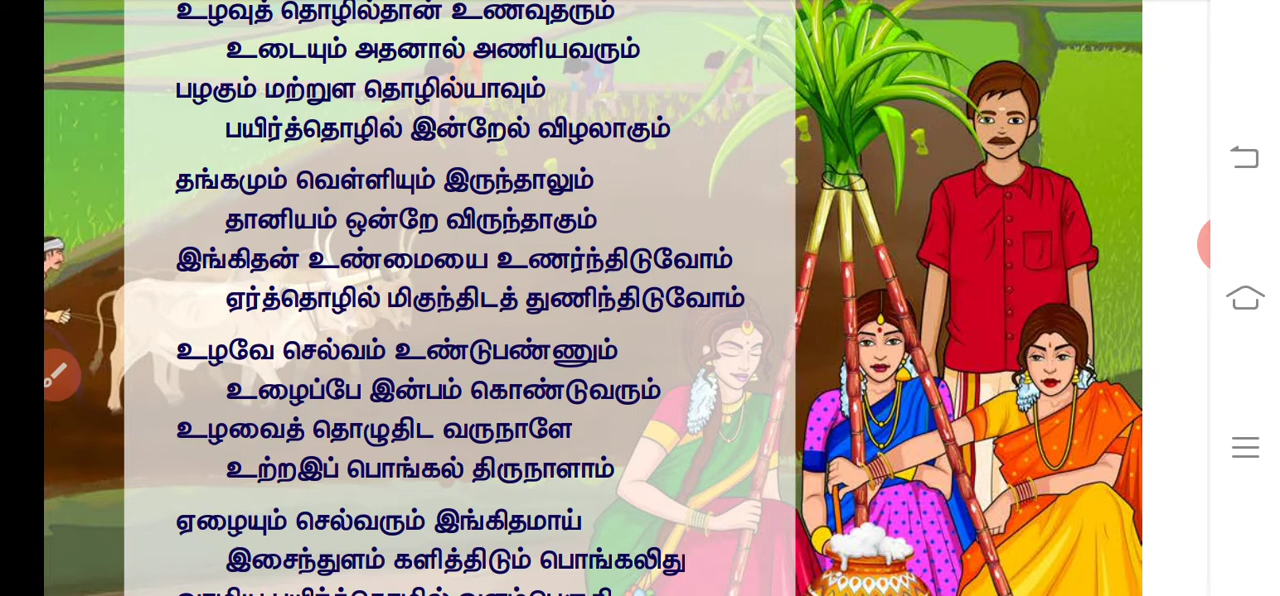 உழவுத் தொழில்தான் உணவுதரும்
உடையும் அதனால் அணியவரும்
பழகும் மற்றுள தொழில்யாவும்
பயிர்த்தொழில் இன்றேல் விழலாகும்
தங்கமும் வெள்ளியும் இருந்தாலும்
தானியம் ஒன்றே விருந்தாகும்
இங்கிதன் உண்மையை உணர்ந்திடுவோம்
ஏர்த்தொழில் மிகுந்திடத் துணிந்திடுவோம்
உழவே செல்வம் உண்டுபண்ணும்
உழைப்பே இன்பம் கொண்டுவரும்
உழவைத் தொழுதிட வருநாளே
உற்றஇப் பொங்கல் திருநாளாம்
ஏழையும் செல்வரும் இங்கிதமாய்
இசைந்துளம் களித்திடும் பொங்கலிது